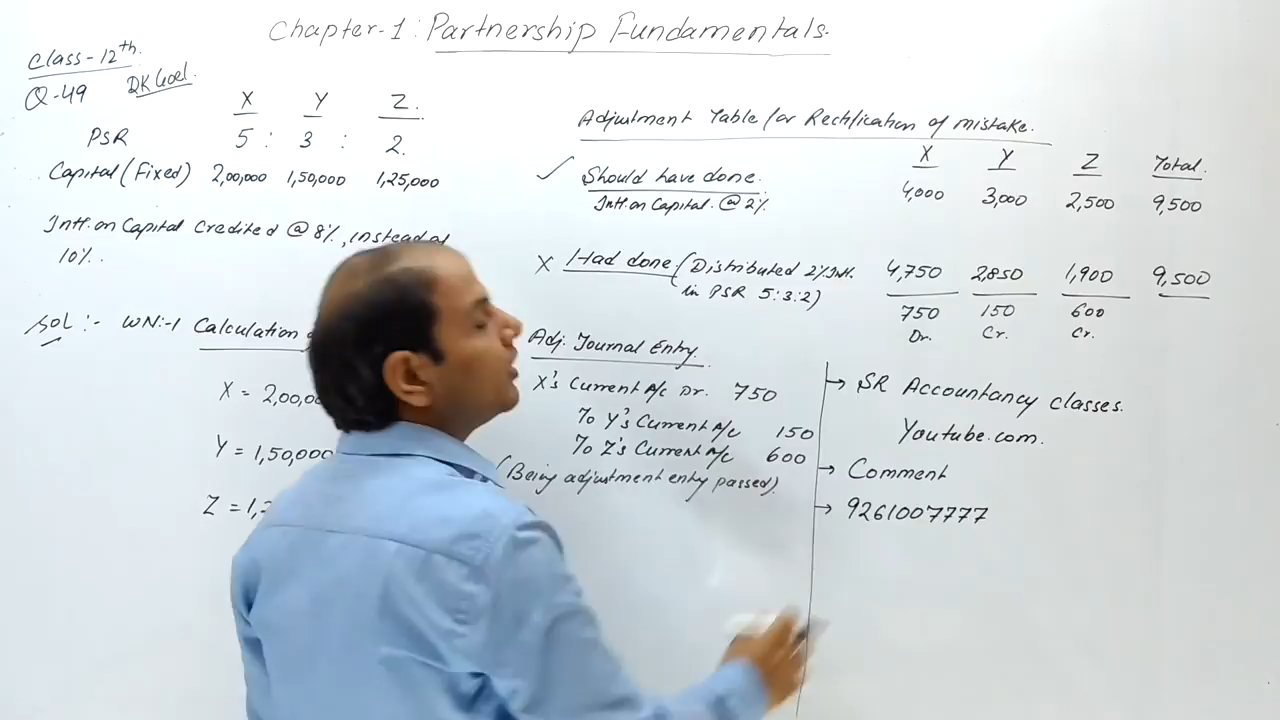 Chapter-1: Partnership Fundamentals.
Class-12th.
Q-49 DK Goel.
X Y Z.
PSR 5 : 3 : 2.
Capital (Fixed) 2,00,000 1,50,000 1,25,000
Intt. on Capital Credited @ 8%, instead of
10%.
Sol:- WN:-1 Calculation
X = 2,00,00
Y = 1,50,000
Z = 1,2
Adjustment Table for Rectification of mistake.
X Y Z Total.
✓ Should have done. 4,000 3,000 2,500 9,500
Intt. on Capital @ 2%
X Had done (Distributed 2% Intt. 4,750 2,850 1,900 9,500
in PSR 5:3:2)
750 150 600
Dr. Cr. Cr.
Adj. Journal Entry.
X's Current A/c Dr. 750
To Y's Current A/c 150
To Z's Current A/c 600
(Being adjustment entry passed).
→ SR Accountancy classes.
Youtube.com.
→ Comment
→ 9261007777